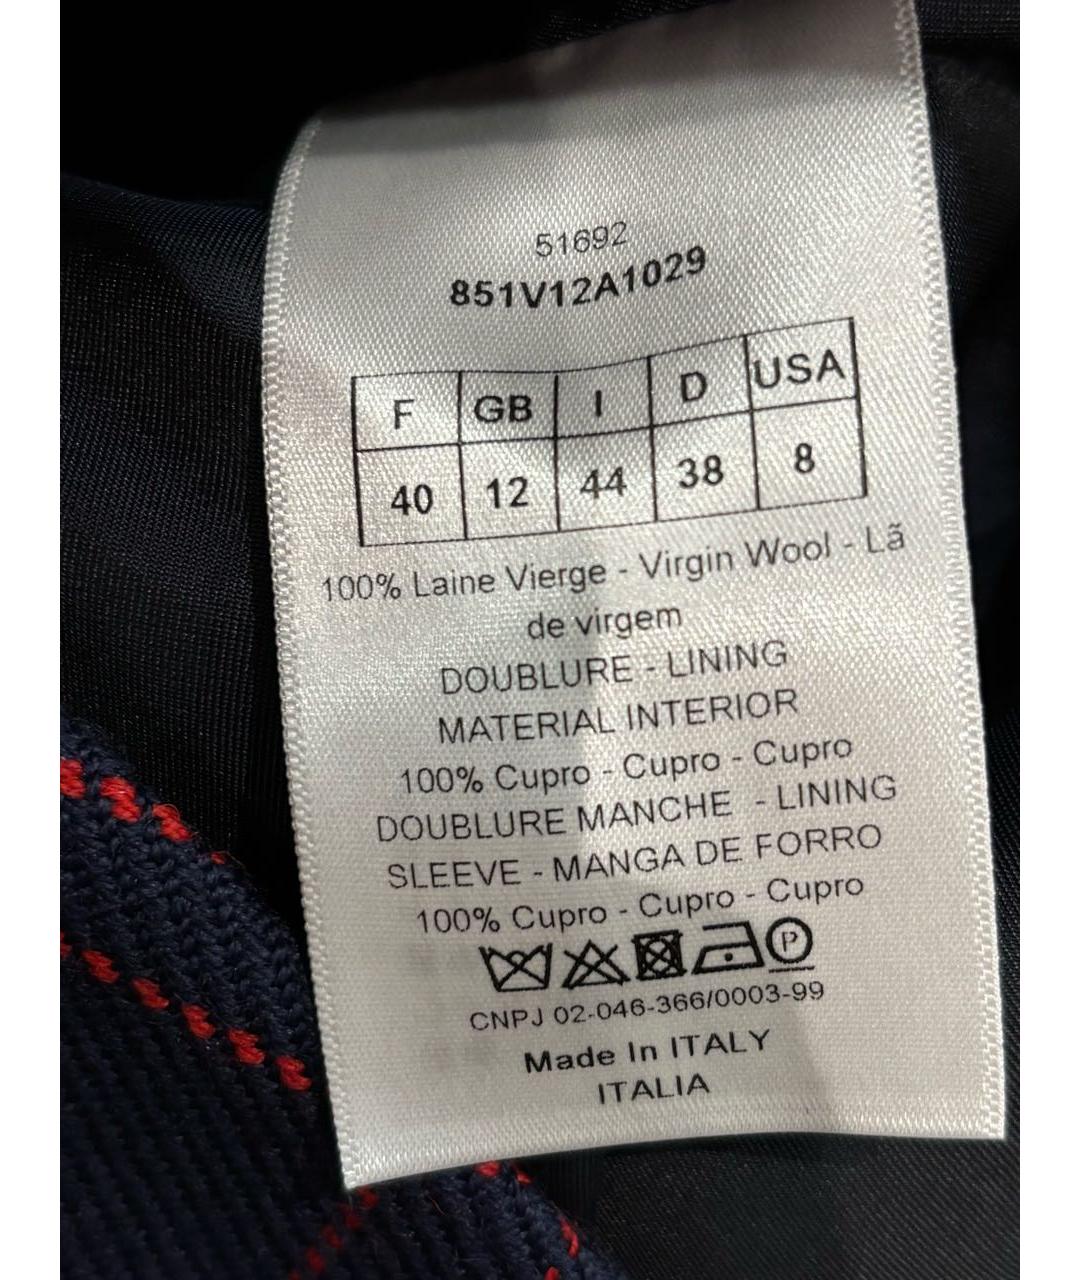 51692
851V12A1029
F GB I D USA
40 12 44 38 8
100% Laine Vierge - Virgin Wool - Lã
de virgem
DOUBLURE - LINING
MATERIAL INTERIOR
100% Cupro - Cupro - Cupro
DOUBLURE MANCHE - LINING
SLEEVE - MANGA DE FORRO
100% Cupro - Cupro - Cupro
P
CNPJ 02-046-366/0003-99
Made In ITALY
ITALIA